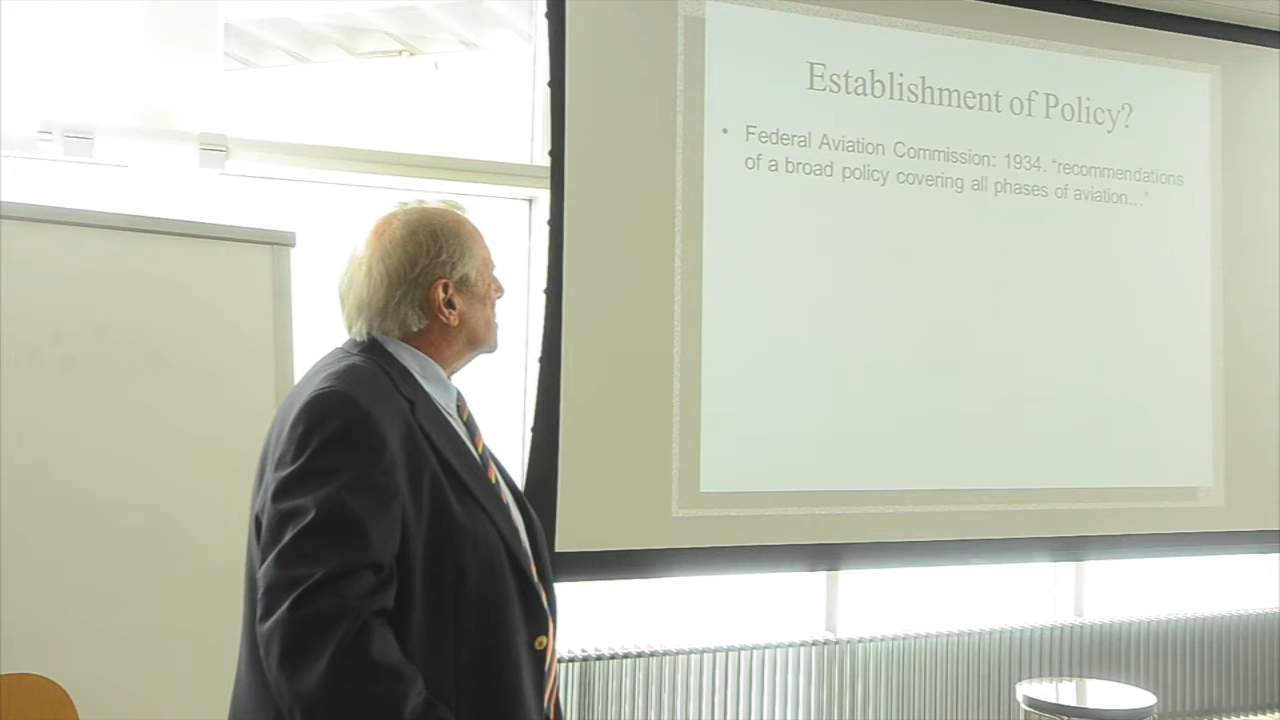 Establishment of Policy?
• Federal Aviation Commission: 1934. “recommendations
of a broad policy covering all phases of aviation…”